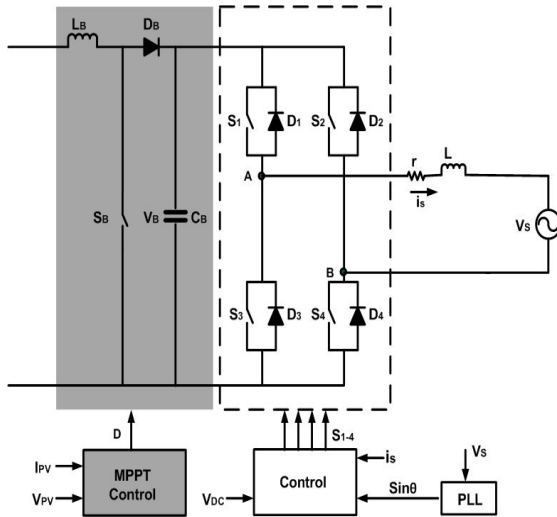 LB
DB
S1
D1
S2
D2
r
L
A
is
SB
VB
CB
VS
B
S3
D3
S4
D4
D
S1-4
IPV
MPPT
Control
VPV
Control
is
VDC
Sinθ
VS
PLL